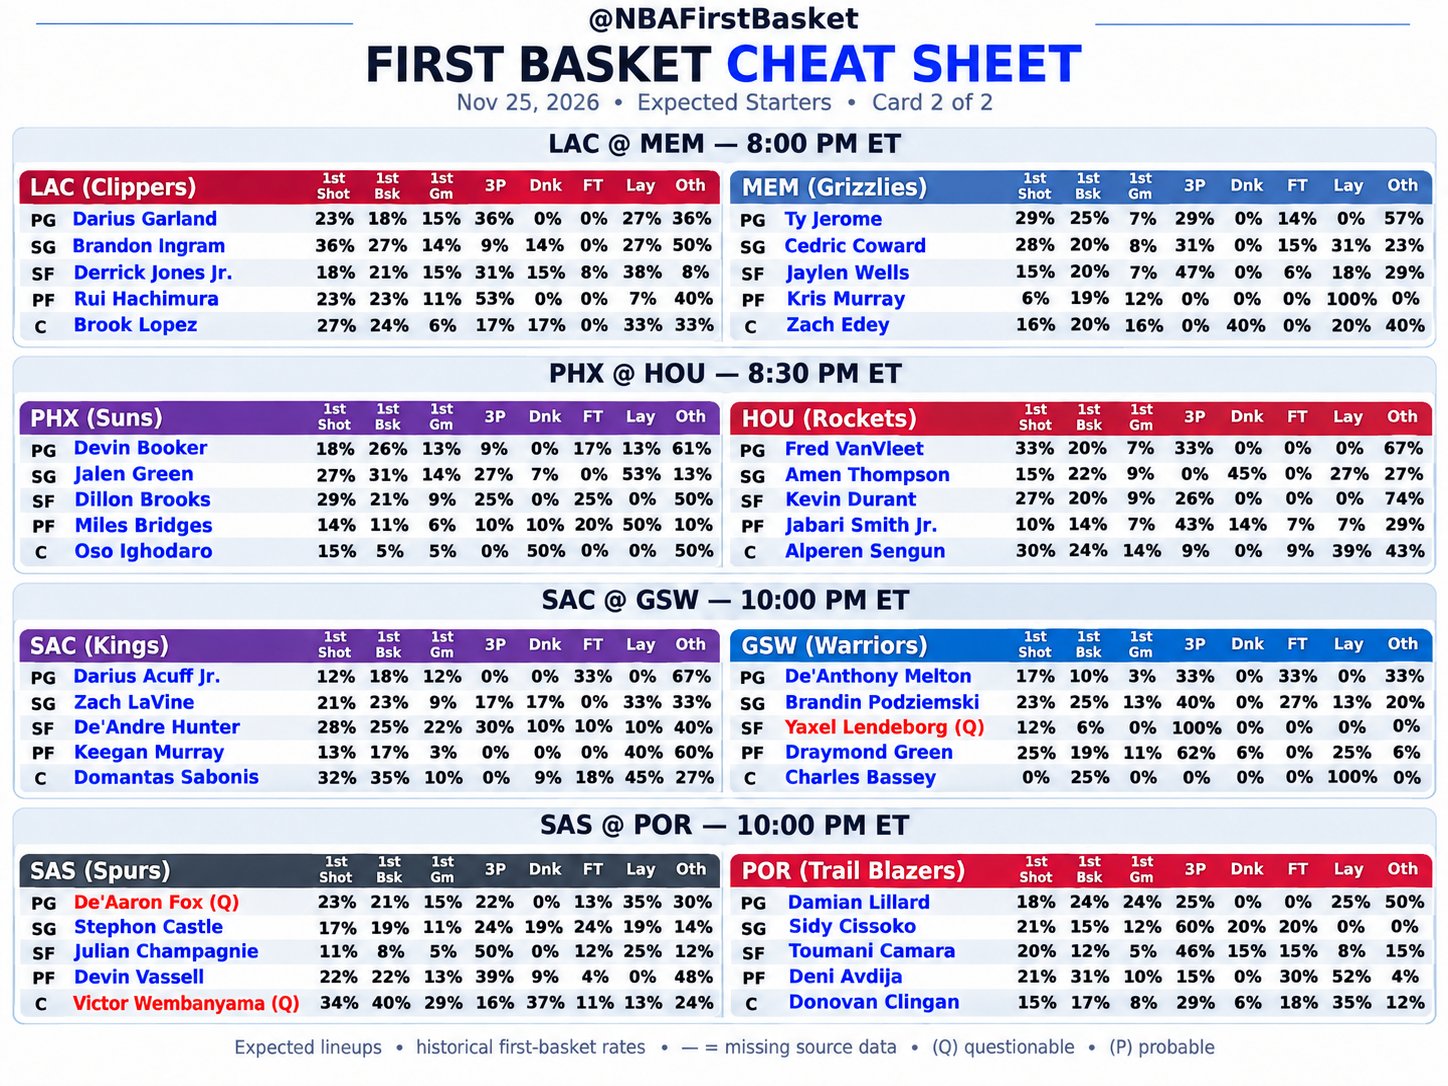 @NBAFirstBasket
FIRST BASKET CHEAT SHEET
Nov 25, 2026 • Expected Starters • Card 2 of 2
LAC @ MEM — 8:00 PM ET
LAC (Clippers) 1st Shot 1st Bsk 1st Gm 3P Dnk FT Lay Oth
PG Darius Garland 23% 18% 15% 36% 0% 0% 27% 36%
SG Brandon Ingram 36% 27% 14% 9% 14% 0% 27% 50%
SF Derrick Jones Jr. 18% 21% 15% 31% 15% 8% 38% 8%
PF Rui Hachimura 23% 23% 11% 53% 0% 0% 7% 40%
C Brook Lopez 27% 24% 6% 17% 17% 0% 33% 33%
MEM (Grizzlies) 1st Shot 1st Bsk 1st Gm 3P Dnk FT Lay Oth
PG Ty Jerome 29% 25% 7% 29% 0% 14% 0% 57%
SG Cedric Coward 28% 20% 8% 31% 0% 15% 31% 23%
SF Jaylen Wells 15% 20% 7% 47% 0% 6% 18% 29%
PF Kris Murray 6% 19% 12% 0% 0% 0% 100% 0%
C Zach Edey 16% 20% 16% 0% 40% 0% 20% 40%
PHX @ HOU — 8:30 PM ET
PHX (Suns) 1st Shot 1st Bsk 1st Gm 3P Dnk FT Lay Oth
PG Devin Booker 18% 26% 13% 9% 0% 17% 13% 61%
SG Jalen Green 27% 31% 14% 27% 7% 0% 53% 13%
SF Dillon Brooks 29% 21% 9% 25% 0% 25% 0% 50%
PF Miles Bridges 14% 11% 6% 10% 10% 20% 50% 10%
C Oso Ighodaro 15% 5% 5% 0% 50% 0% 0% 50%
HOU (Rockets) 1st Shot 1st Bsk 1st Gm 3P Dnk FT Lay Oth
PG Fred VanVleet 33% 20% 7% 33% 0% 0% 0% 67%
SG Amen Thompson 15% 22% 9% 0% 45% 0% 27% 27%
SF Kevin Durant 27% 20% 9% 26% 0% 0% 0% 74%
PF Jabari Smith Jr. 10% 14% 7% 43% 14% 7% 7% 29%
C Alperen Sengun 30% 24% 14% 9% 0% 9% 39% 43%
SAC @ GSW — 10:00 PM ET
SAC (Kings) 1st Shot 1st Bsk 1st Gm 3P Dnk FT Lay Oth
PG Darius Acuff Jr. 12% 18% 12% 0% 0% 33% 0% 67%
SG Zach LaVine 21% 23% 9% 17% 17% 0% 33% 33%
SF De'Andre Hunter 28% 25% 22% 30% 10% 10% 10% 40%
PF Keegan Murray 13% 17% 3% 0% 0% 0% 40% 60%
C Domantas Sabonis 32% 35% 10% 0% 9% 18% 45% 27%
GSW (Warriors) 1st Shot 1st Bsk 1st Gm 3P Dnk FT Lay Oth
PG De'Anthony Melton 17% 10% 3% 33% 0% 33% 0% 33%
SG Brandin Podziemski 23% 25% 13% 40% 0% 27% 13% 20%
SF Yaxel Lendeborg (Q) 12% 6% 0% 100% 0% 0% 0% 0%
PF Draymond Green 25% 19% 11% 62% 6% 0% 25% 6%
C Charles Bassey 0% 25% 0% 0% 0% 0% 100% 0%
SAS @ POR — 10:00 PM ET
SAS (Spurs) 1st Shot 1st Bsk 1st Gm 3P Dnk FT Lay Oth
PG De'Aaron Fox (Q) 23% 21% 15% 22% 0% 13% 35% 30%
SG Stephon Castle 17% 19% 11% 24% 19% 24% 19% 14%
SF Julian Champagnie 11% 8% 5% 50% 0% 12% 25% 12%
PF Devin Vassell 22% 22% 13% 39% 9% 4% 0% 48%
C Victor Wembanyama (Q) 34% 40% 29% 16% 37% 11% 13% 24%
POR (Trail Blazers) 1st Shot 1st Bsk 1st Gm 3P Dnk FT Lay Oth
PG Damian Lillard 18% 24% 24% 25% 0% 0% 25% 50%
SG Sidy Cissoko 21% 15% 12% 60% 20% 20% 0% 0%
SF Toumani Camara 20% 12% 5% 46% 15% 15% 8% 15%
PF Deni Avdija 21% 31% 10% 15% 0% 30% 52% 4%
C Donovan Clingan 15% 17% 8% 29% 6% 18% 35% 12%
Expected lineups • historical first-basket rates • — = missing source data • (Q) questionable • (P) probable